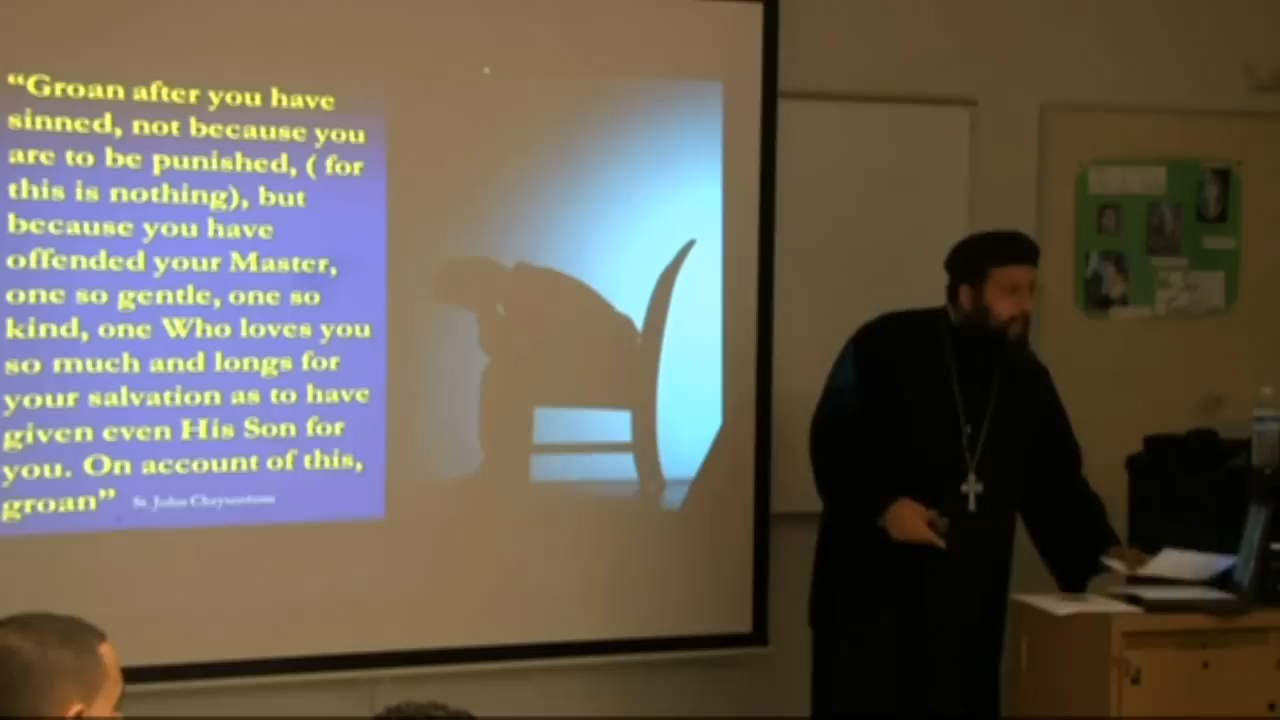 “Groan after you have
sinned, not because you
are to be punished, ( for
this is nothing), but
because you have
offended your Master,
one so gentle, one so
kind, one Who loves you
so much and longs for
your salvation as to have
given even His Son for
you. On account of this,
groan” St. John Chrysostom